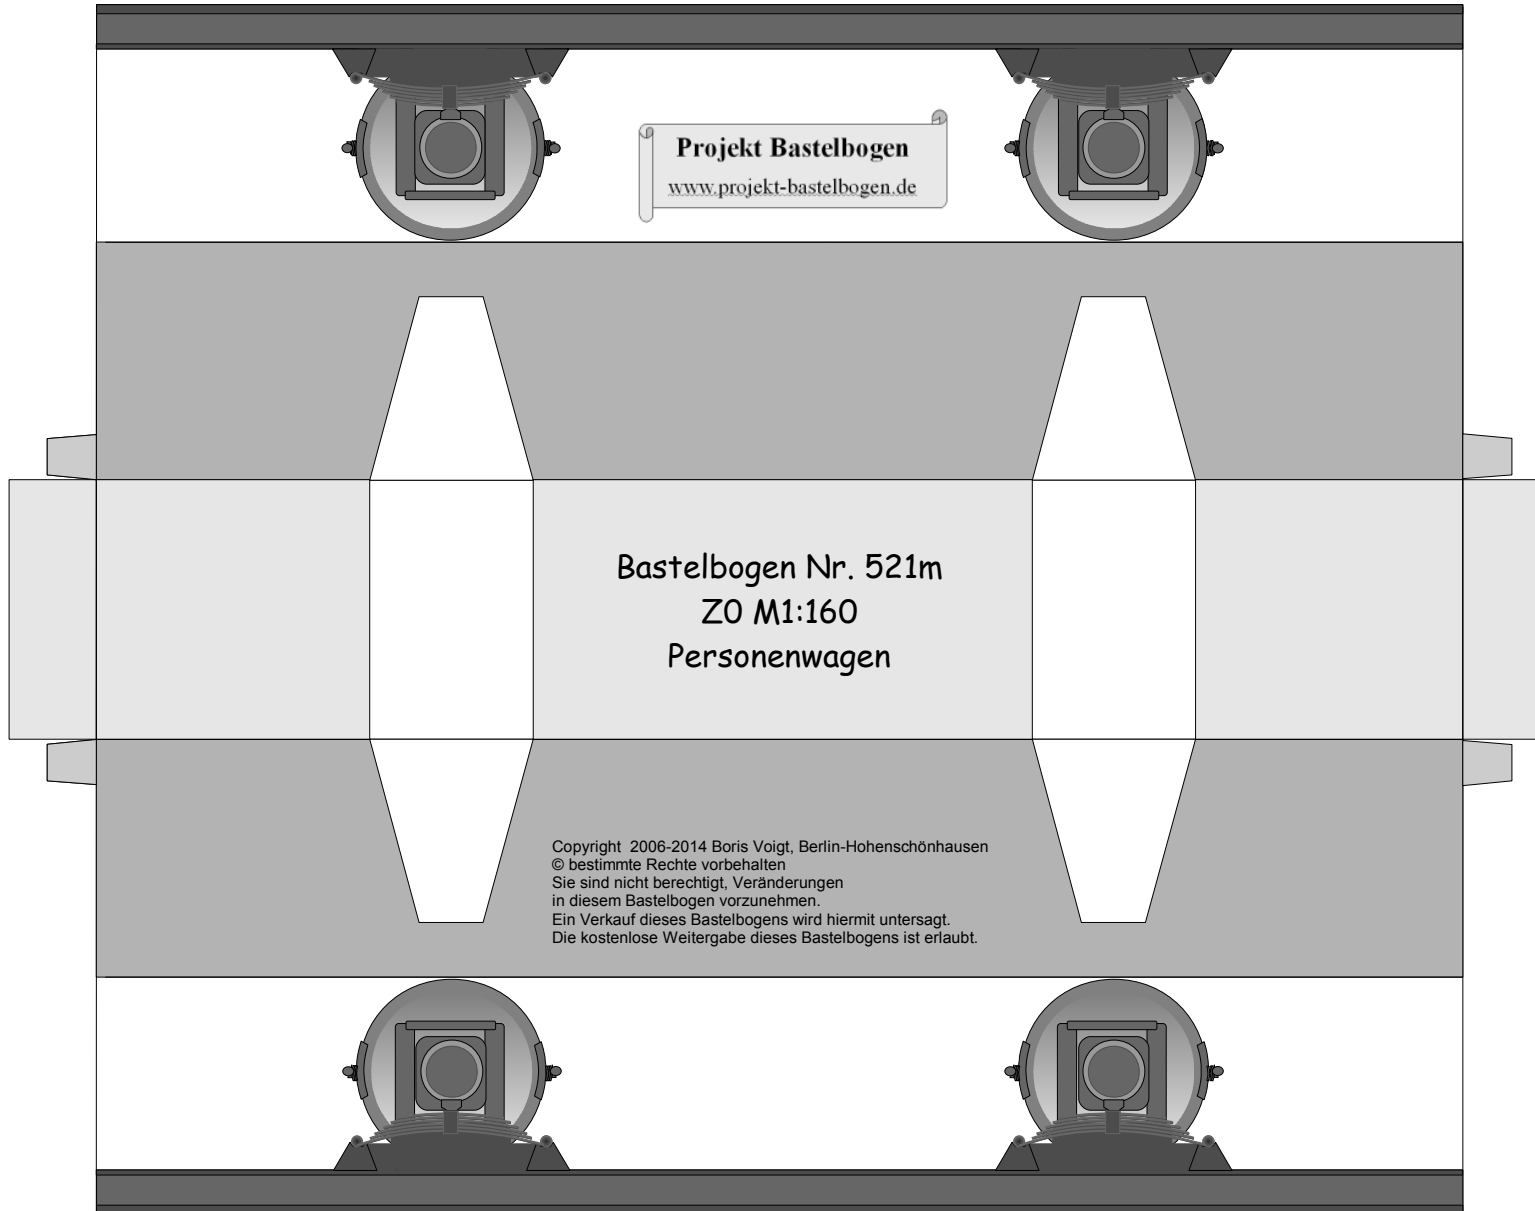 Projekt Bastelbogen
www.projekt-bastelbogen.de
Bastelbogen Nr. 521m
Z0 M1:160
Personenwagen
Copyright 2006-2014 Boris Voigt, Berlin-Hohenschönhausen
© bestimmte Rechte vorbehalten
Sie sind nicht berechtigt, Veränderungen
in diesem Bastelbogen vorzunehmen.
Ein Verkauf dieses Bastelbogens wird hiermit untersagt.
Die kostenlose Weitergabe dieses Bastelbogens ist erlaubt.